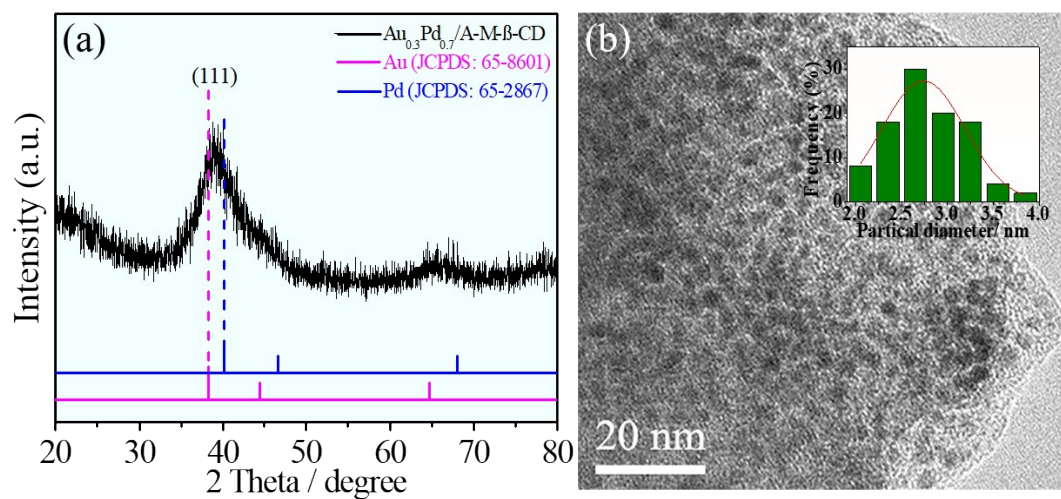 (a)
Au0.3Pd0.7/A-M-ß-CD
Au (JCPDS: 65-8601)
Pd (JCPDS: 65-2867)
(111)
Intensity (a.u.)
20 30 40 50 60 70 80
2 Theta / degree
(b)
Frequency (%)
30
20
10
0
2.0 2.5 3.0 3.5 4.0
Partical diameter/ nm
20 nm